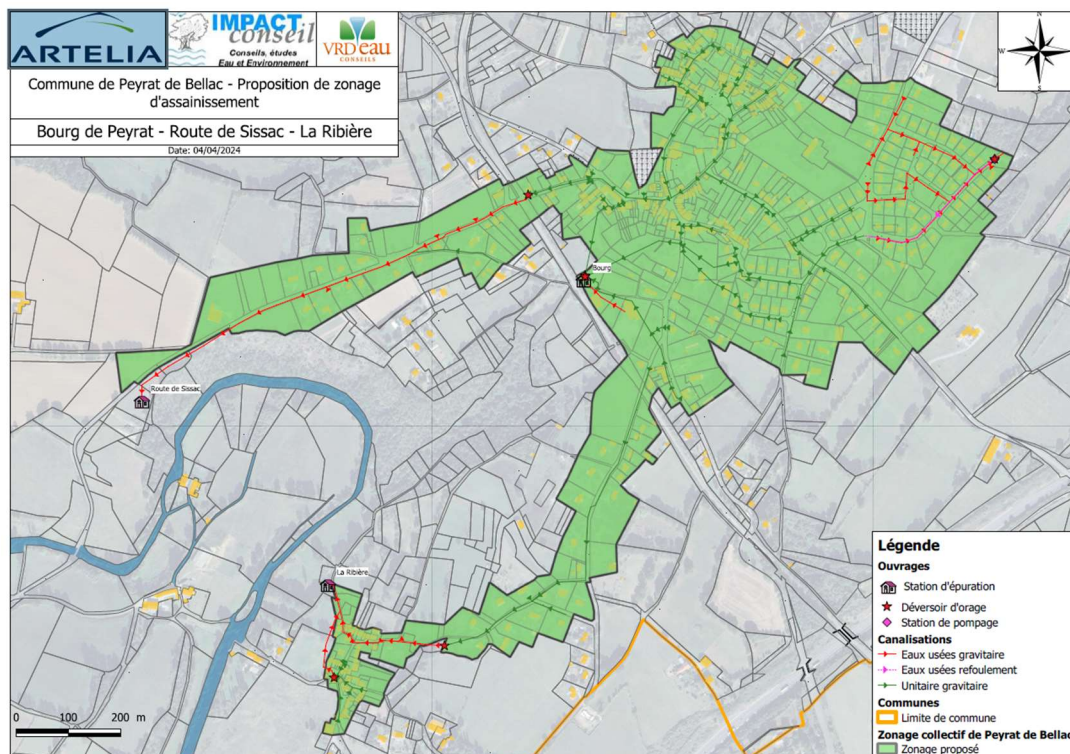 ARTELIA
IMPACT
conseil
Conseils, études
Eau et Environnement
VRD'eau
CONSEILS
Commune de Peyrat de Bellac - Proposition de zonage
d'assainissement
Bourg de Peyrat - Route de Sissac - La Ribière
Date: 04/04/2024
N
W
E
S
Bourg
Route de Sissac
La Ribière
0 100 200 m
Légende
Ouvrages
Station d'épuration
Déversoir d'orage
Station de pompage
Canalisations
Eaux usées gravitaire
Eaux usées refoulement
Unitaire gravitaire
Communes
Limite de commune
Zonage collectif de Peyrat de Bellac
Zonage proposé